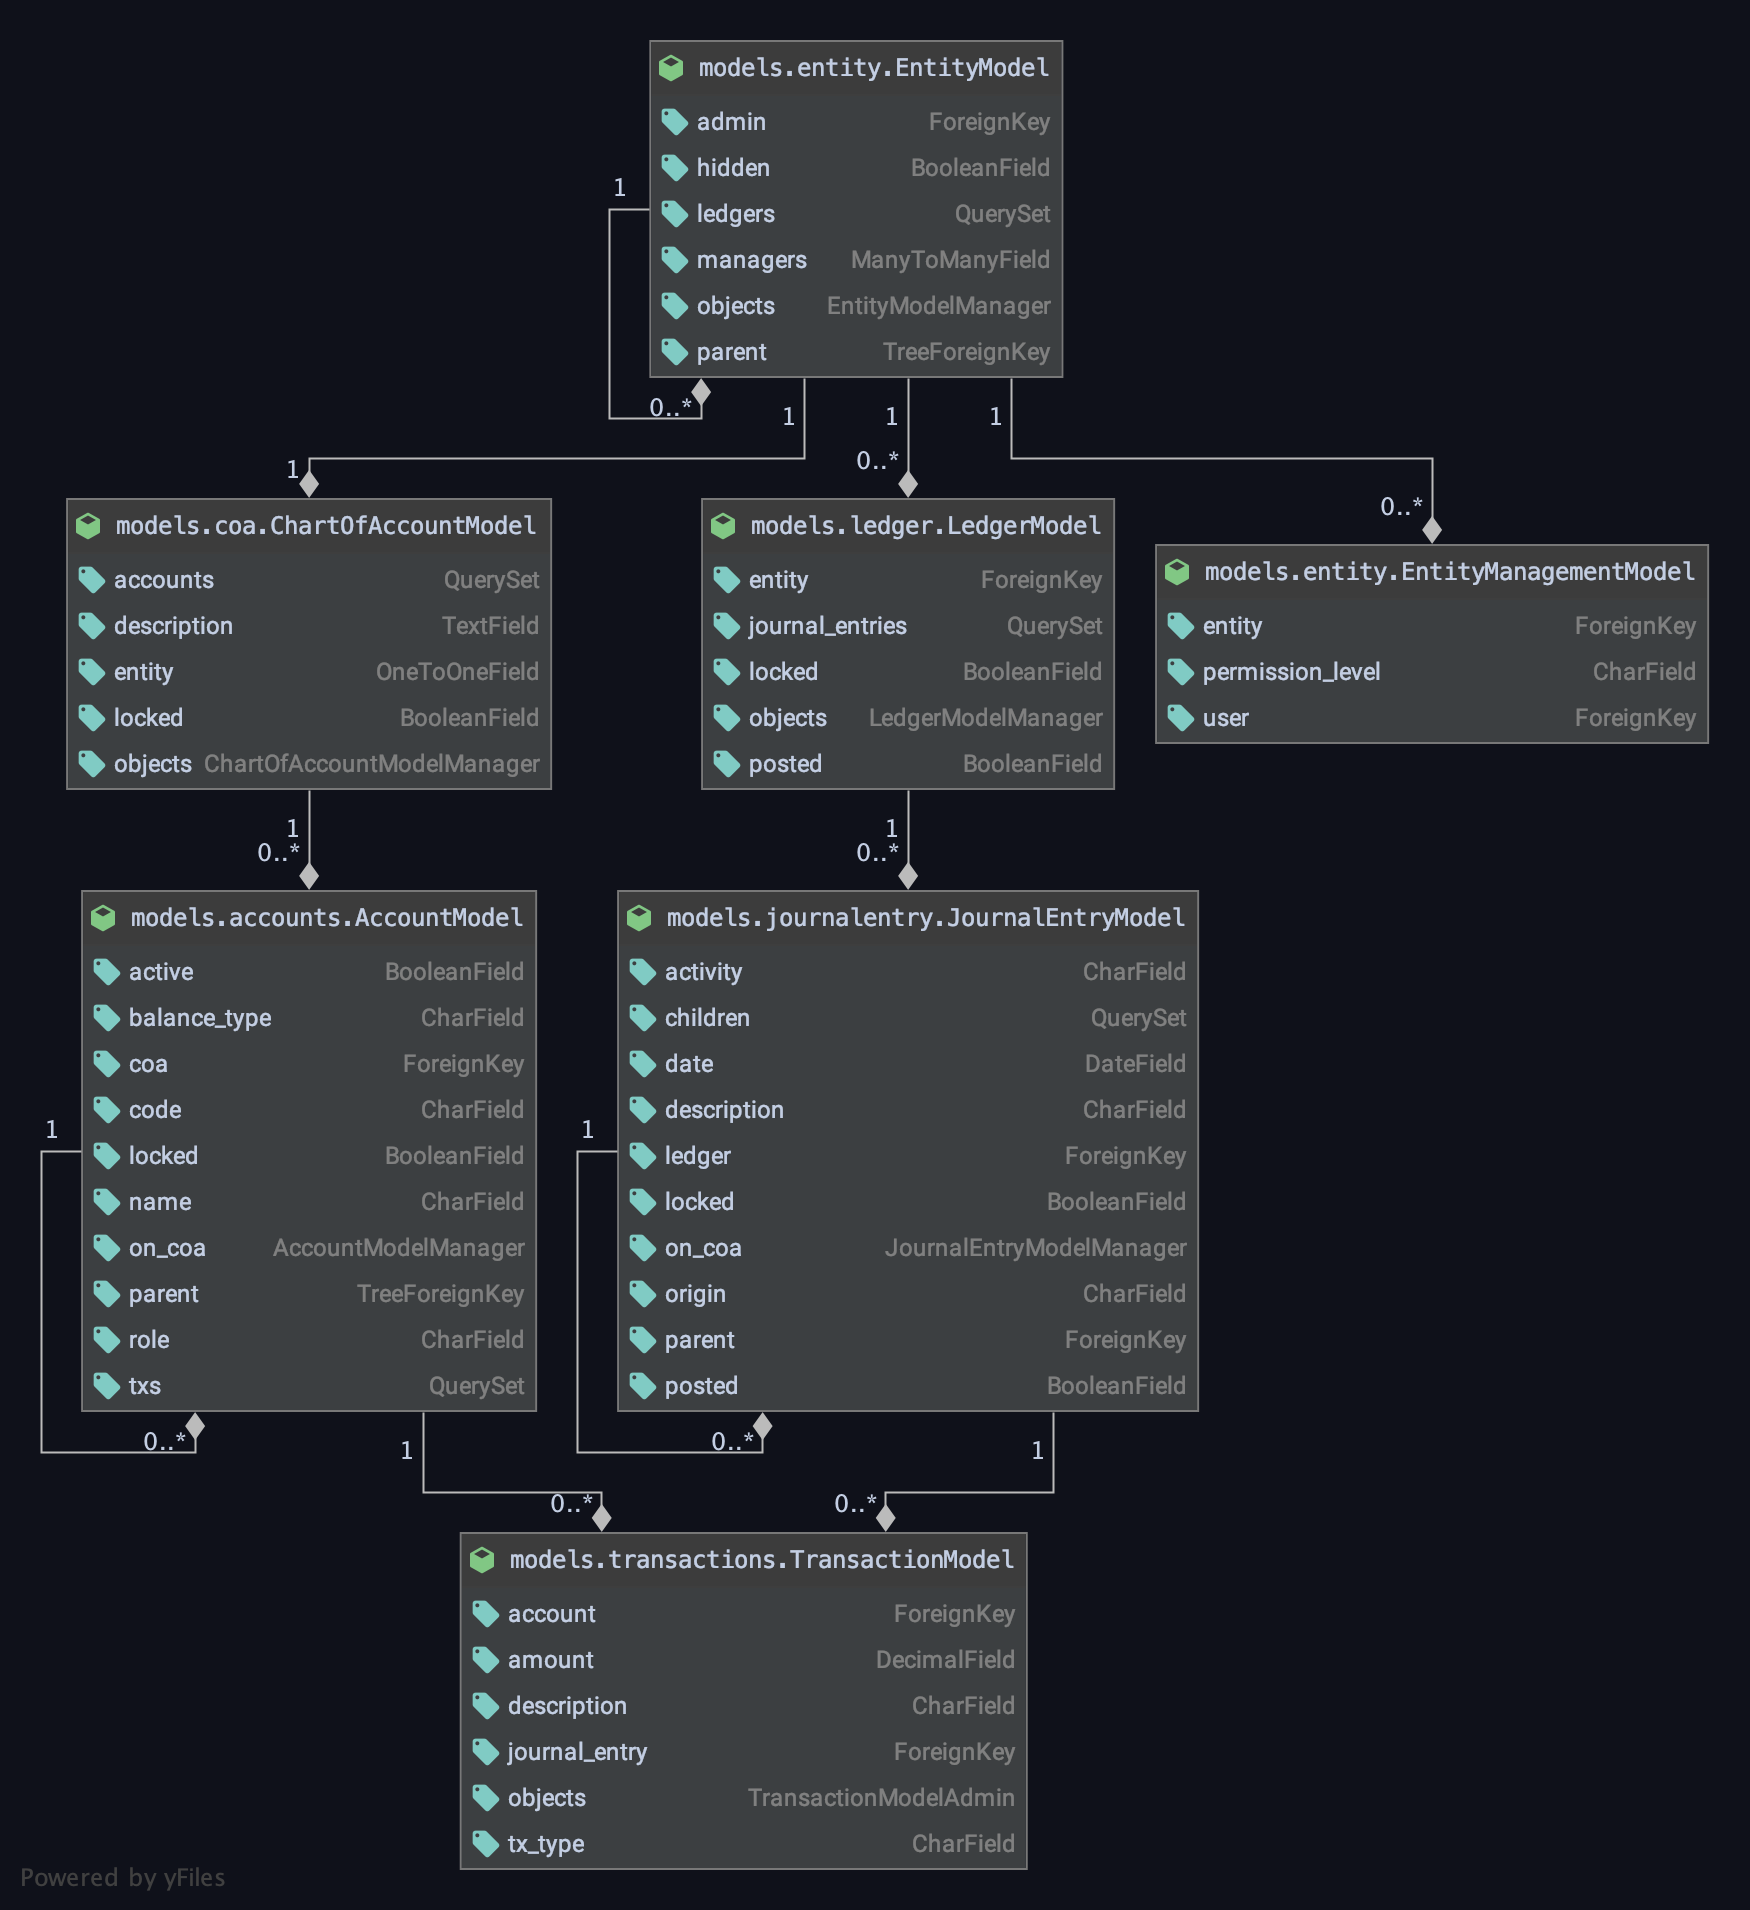 models.entity.EntityModel
admin ForeignKey
hidden BooleanField
1
ledgers QuerySet
managers ManyToManyField
objects EntityModelManager
parent TreeForeignKey
0..* 1 1 1
1 0..*
0..*
models.coa.ChartOfAccountModel
accounts QuerySet
description TextField
entity OneToOneField
locked BooleanField
objects ChartOfAccountModelManager
models.ledger.LedgerModel
entity ForeignKey
journal_entries QuerySet
locked BooleanField
objects LedgerModelManager
posted BooleanField
models.entity.EntityManagementModel
entity ForeignKey
permission_level CharField
user ForeignKey
1 1
0..* 0..*
models.accounts.AccountModel
active BooleanField
balance_type CharField
coa ForeignKey
code CharField
1
locked BooleanField
name CharField
on_coa AccountModelManager
parent TreeForeignKey
role CharField
txs QuerySet
models.journalentry.JournalEntryModel
activity CharField
children QuerySet
date DateField
description CharField
1
ledger ForeignKey
locked BooleanField
on_coa JournalEntryModelManager
origin CharField
parent ForeignKey
posted BooleanField
0..* 1 0..* 1
0..* 0..*
models.transactions.TransactionModel
account ForeignKey
amount DecimalField
description CharField
journal_entry ForeignKey
objects TransactionModelAdmin
tx_type CharField
Powered by yFiles